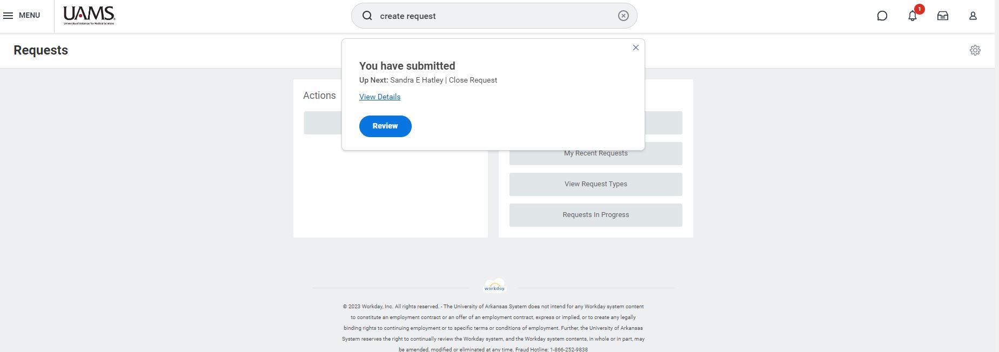 MENU
UAMS
University of Arkansas for Medical Sciences
create request
1
Requests
You have submitted
Up Next: Sandra E Hatley | Close Request
View Details
Review
Actions
My Recent Requests
View Request Types
Requests In Progress
workday.
© 2023 Workday, Inc. All rights reserved. - The University of Arkansas System does not intend for any Workday system content
to constitute an employment contract or an offer of an employment contract, express or implied, or to create any legally
binding rights to continuing employment or to specific terms or conditions of employment. Further, the University of Arkansas
System reserves the right to continually review the Workday system, and the Workday system contents, in whole or in part, may
be amended, modified or eliminated at any time. Fraud Hotline: 1-866-252-9838